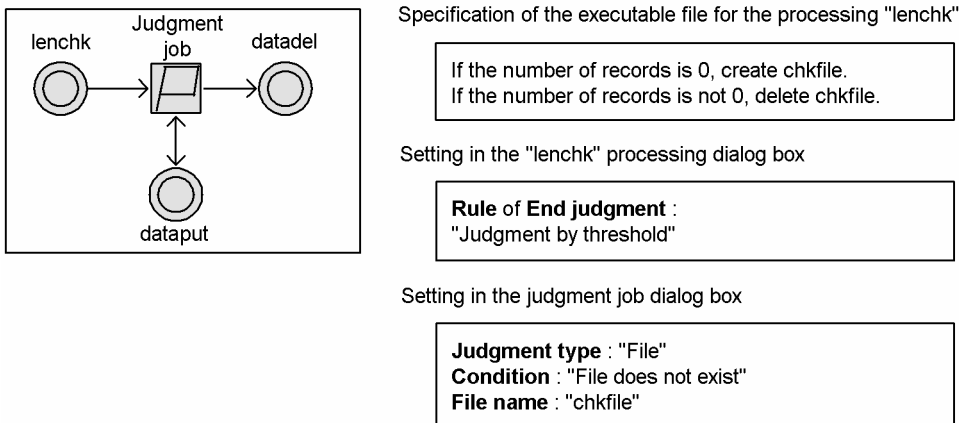 lenchk
Judgment
job
datadel
dataput
Specification of the executable file for the processing "lenchk"
If the number of records is 0, create chkfile.
If the number of records is not 0, delete chkfile.
Setting in the "lenchk" processing dialog box
Rule of End judgment :
"Judgment by threshold"
Setting in the judgment job dialog box
Judgment type : "File"
Condition : "File does not exist"
File name : "chkfile"